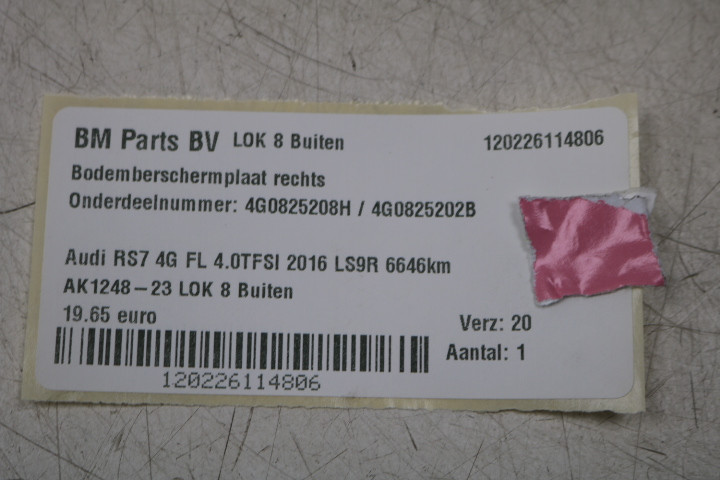 BM Parts BV LOK 8 Buiten 120226114806
Bodemberschermplaat rechts
Onderdeelnummer: 4G0825208H / 4G0825202B
Audi RS7 4G FL 4.0TFSI 2016 LS9R 6646km
AK1248-23 LOK 8 Buiten
19.65 euro
Verz: 20
Aantal: 1
120226114806